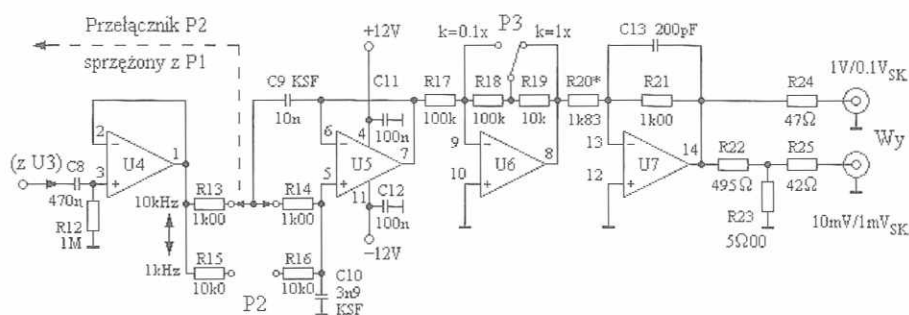 Przełącznik P2
sprzężony z P1
(z U3)
C8
470n
R12
1M
2
3
1
U4
10kHz
1kHz
R13
1k00
R15
10k0
P2
C9 KSF
10n
R14
1k00
R16
10k0
C10
3n9
KSF
+12V
C11
100n
6
5
4
11
7
U5
C12
100n
−12V
R17
100k
P3
k=0.1x
k=1x
R18
100k
R19
10k
9
10
8
U6
R20*
1k83
C13 200pF
R21
1k00
13
12
14
U7
R22
495Ω
R23
5Ω00
R24
47Ω
R25
42Ω
1V/0.1VSK
Wy
10mV/1mVSK